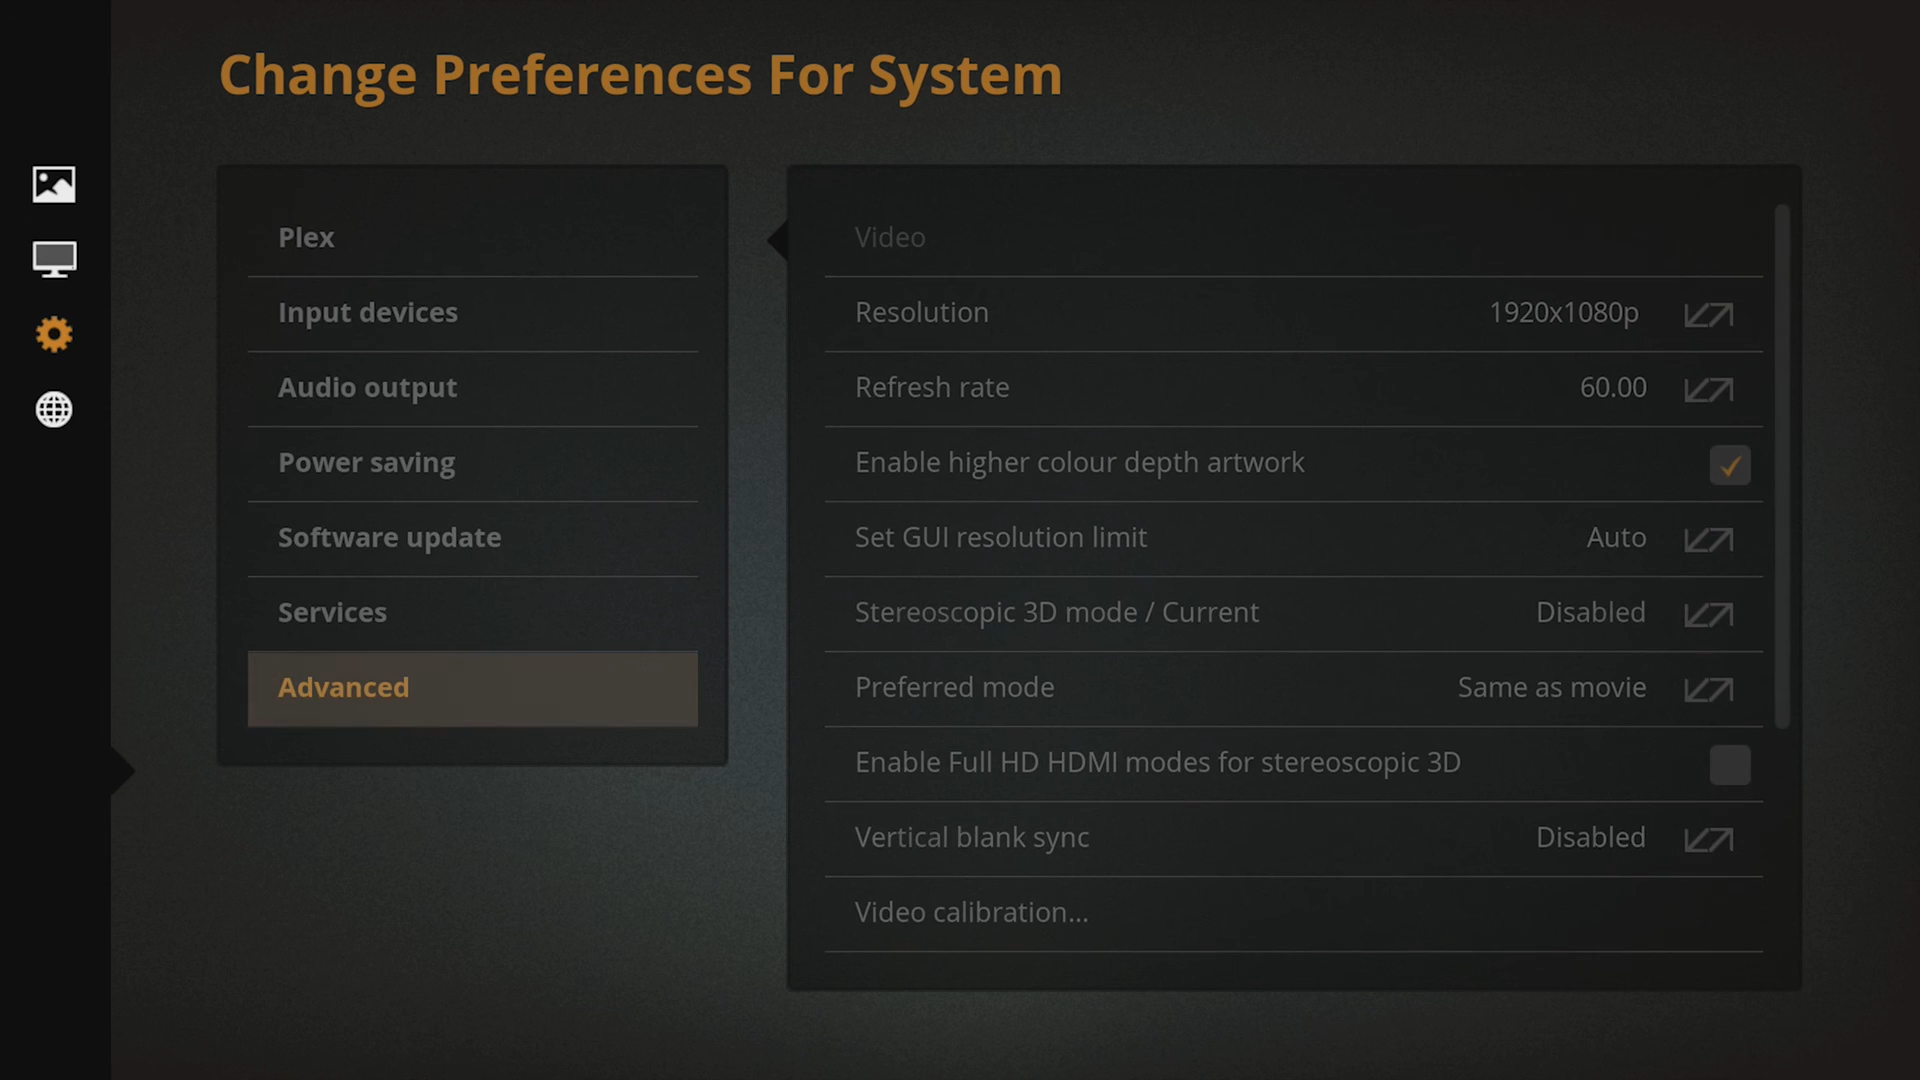 Change Preferences For System
Plex
Input devices
Audio output
Power saving
Software update
Services
Advanced
Video
Resolution 1920x1080p
Refresh rate 60.00
Enable higher colour depth artwork
Set GUI resolution limit Auto
Stereoscopic 3D mode / Current Disabled
Preferred mode Same as movie
Enable Full HD HDMI modes for stereoscopic 3D
Vertical blank sync Disabled
Video calibration...